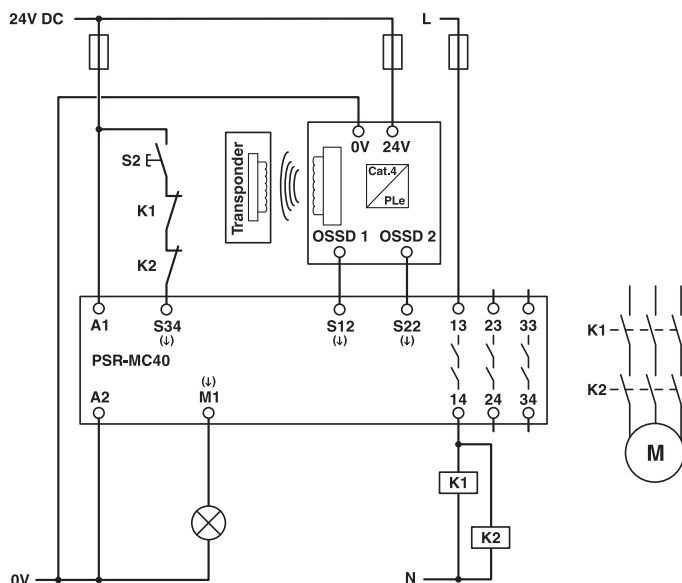 24V DC
L
0V 24V
S2
Transponder
Cat.4
PLe
K1
OSSD 1 OSSD 2
K2
A1 S34 S12 S22 13 23 33
(↓) (↓) (↓)
K1
PSR-MC40
(↓)
A2 M1 14 24 34
K2
M
K1
K2
0V
N